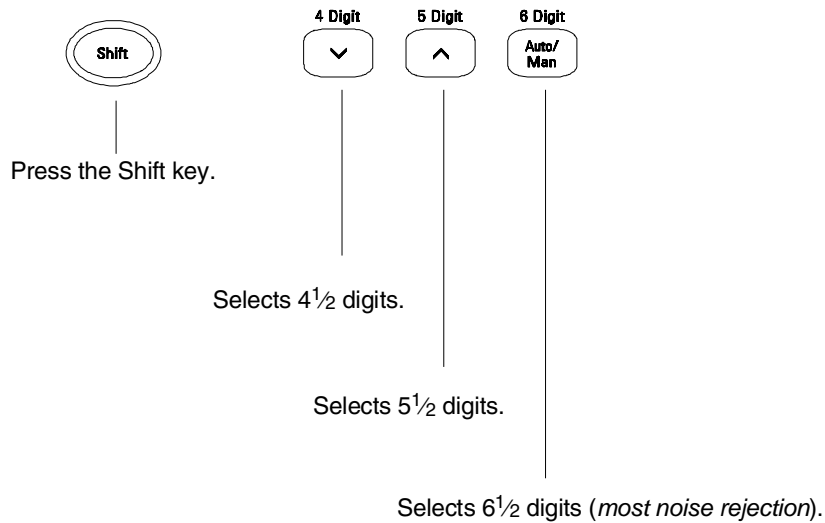 4 Digit 5 Digit 6 Digit
Shift
Auto/
Man
Press the Shift key.
Selects 4½ digits.
Selects 5½ digits.
Selects 6½ digits (most noise rejection).